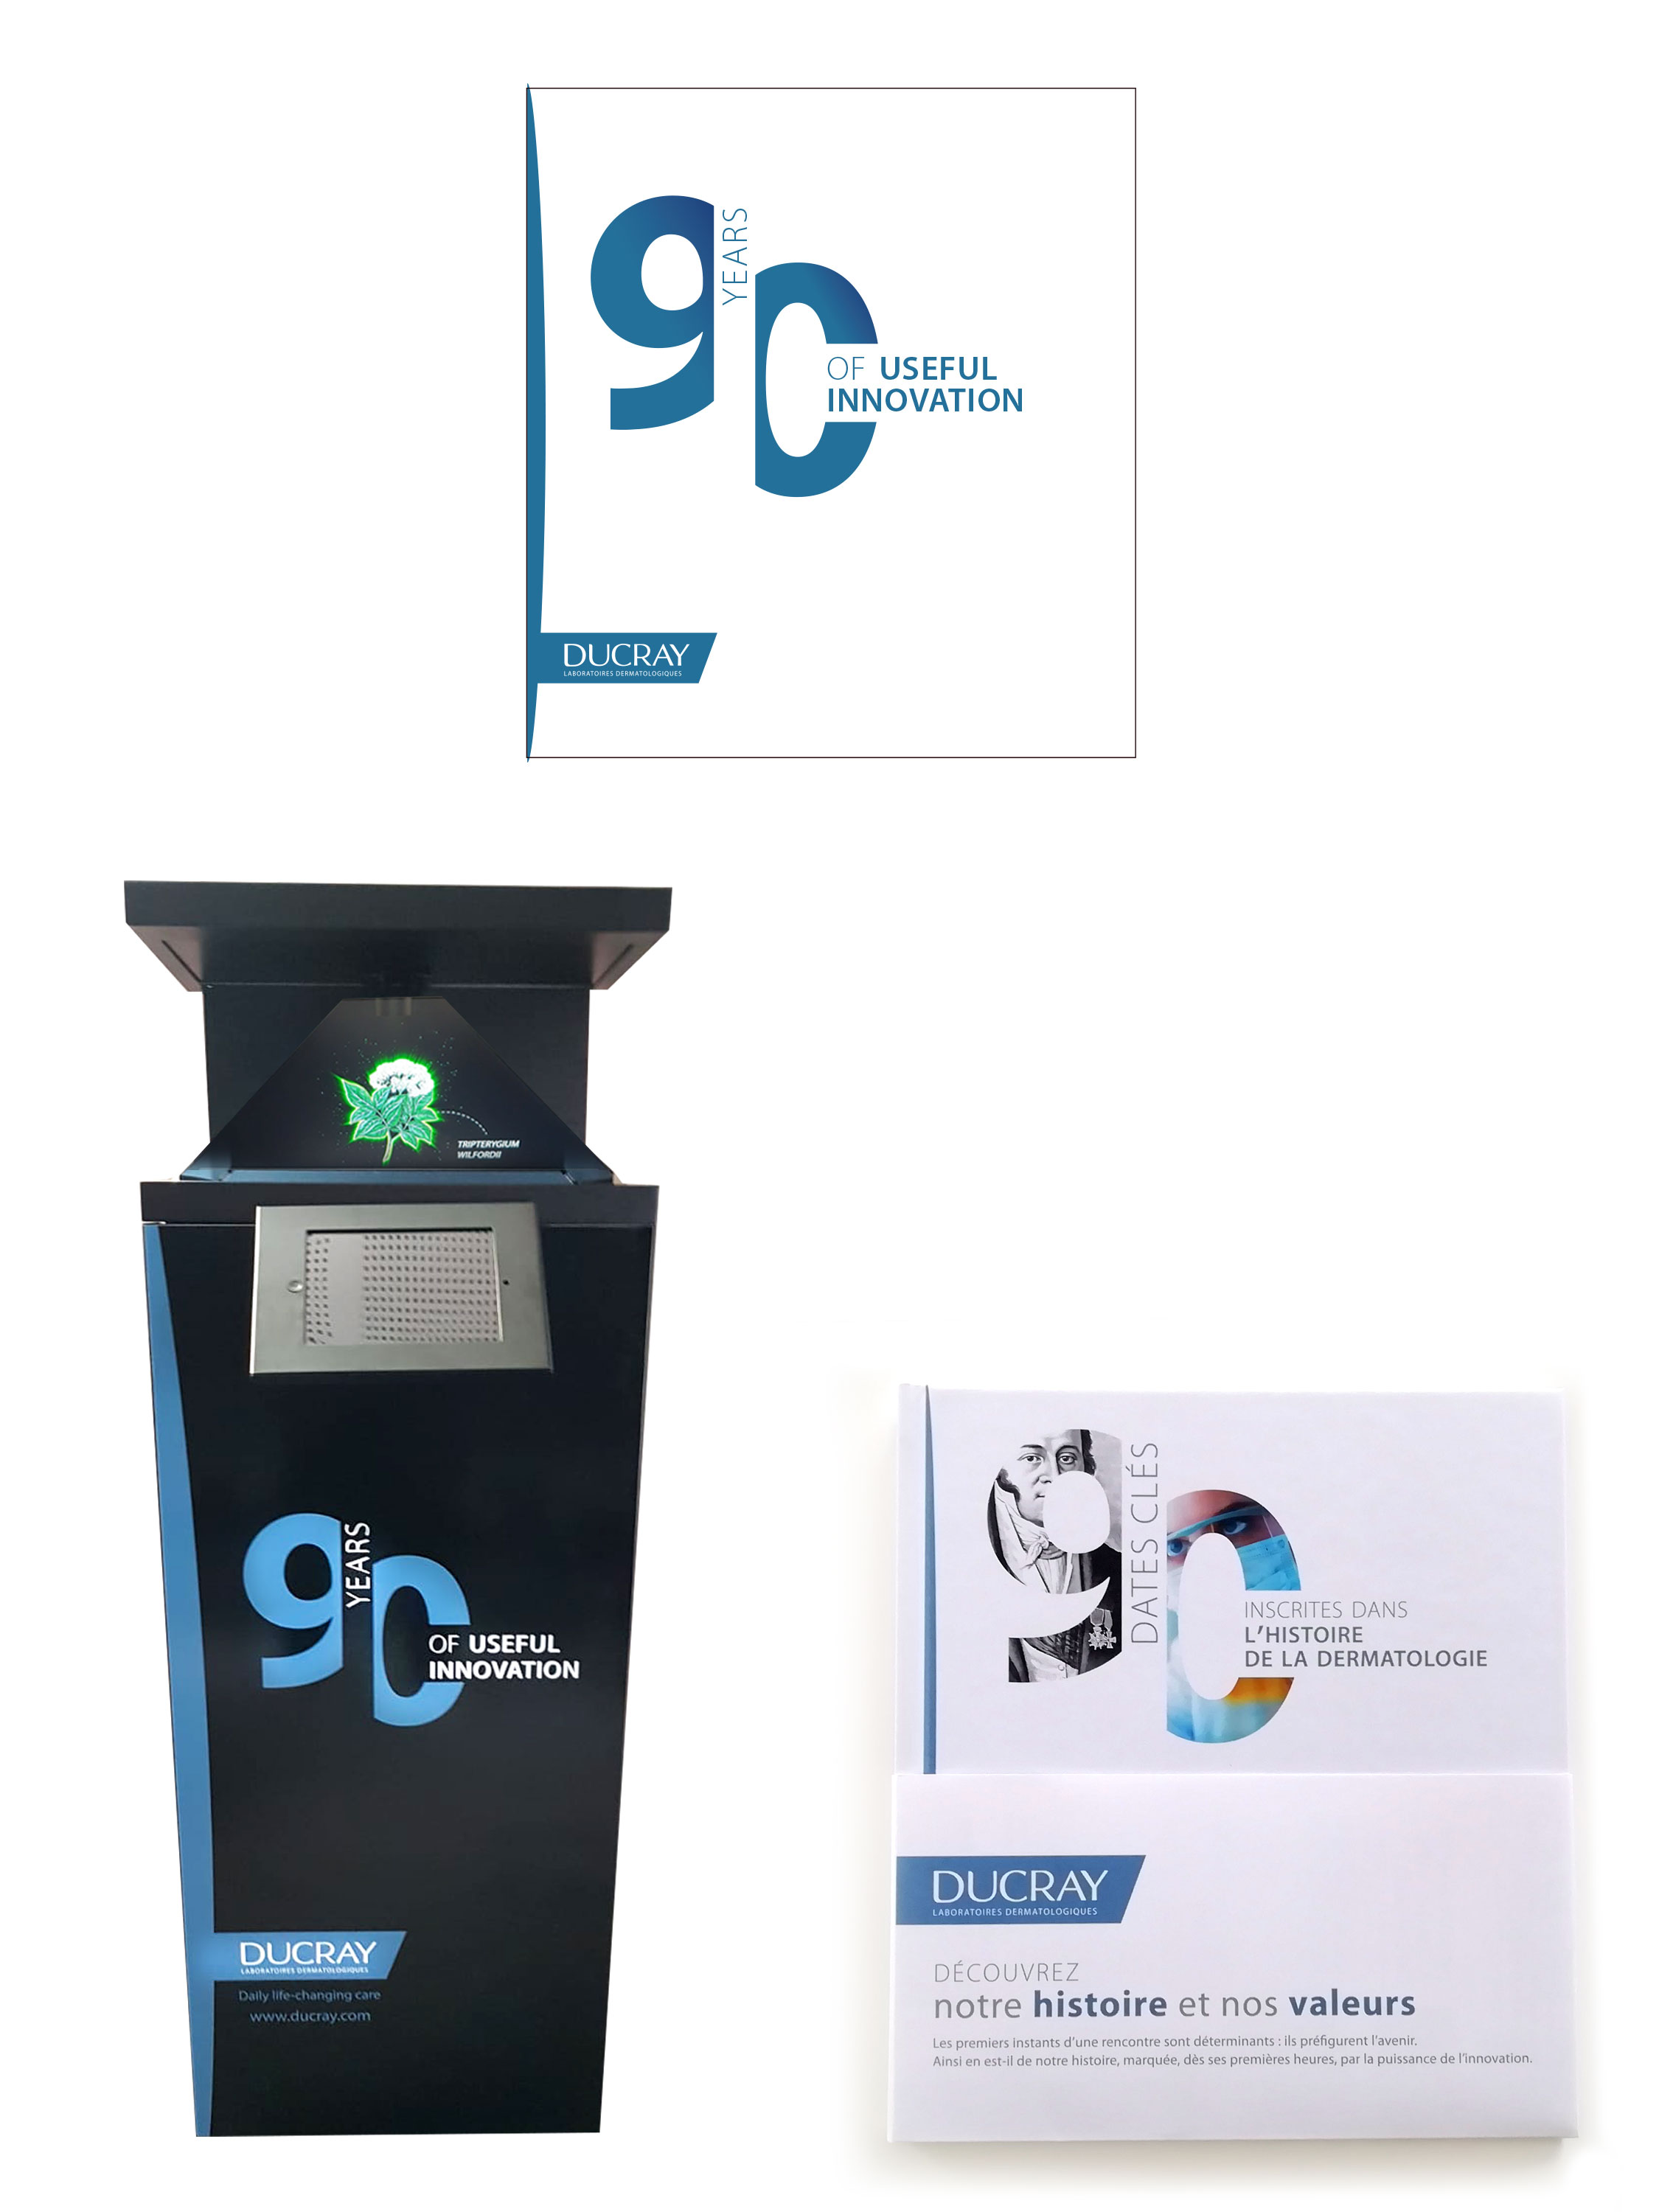 90
YEARS
OF USEFUL
INNOVATION
DUCRAY
LABORATOIRES DERMATOLOGIQUES
TRIPTERYGIUM
WILFORDII
90
YEARS
OF USEFUL
INNOVATION
DUCRAY
LABORATOIRES DERMATOLOGIQUES
Daily life-changing care
www.ducray.com
90
DATES CLÉS
INSCRITES DANS
L'HISTOIRE
DE LA DERMATOLOGIE
DUCRAY
LABORATOIRES DERMATOLOGIQUES
DÉCOUVREZ
notre histoire et nos valeurs
Les premiers instants d'une rencontre sont déterminants : ils préfigurent l'avenir.
Ainsi en est-il de notre histoire, marquée, dès ses premières heures, par la puissance de l'innovation.